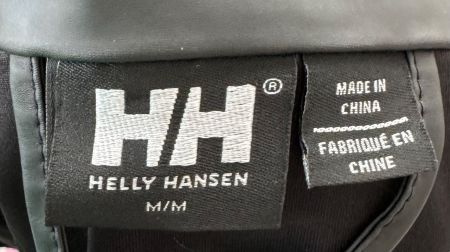 HH®
HELLY HANSEN
M/M
MADE IN
CHINA
FABRIQUÉ EN
CHINE